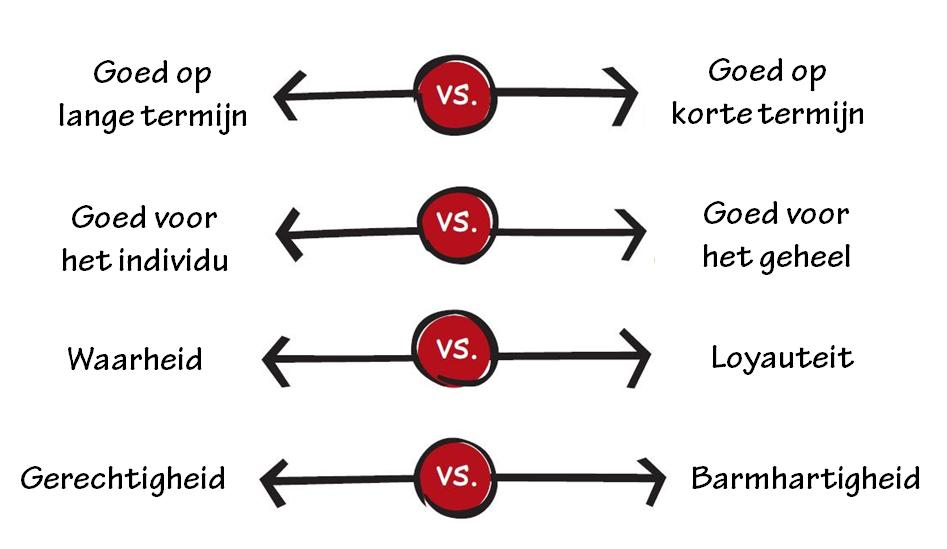 Goed op
lange termijn
vs.
Goed op
korte termijn
Goed voor
het individu
vs.
Goed voor
het geheel
Waarheid
vs.
Loyauteit
Gerechtigheid
vs.
Barmhartigheid